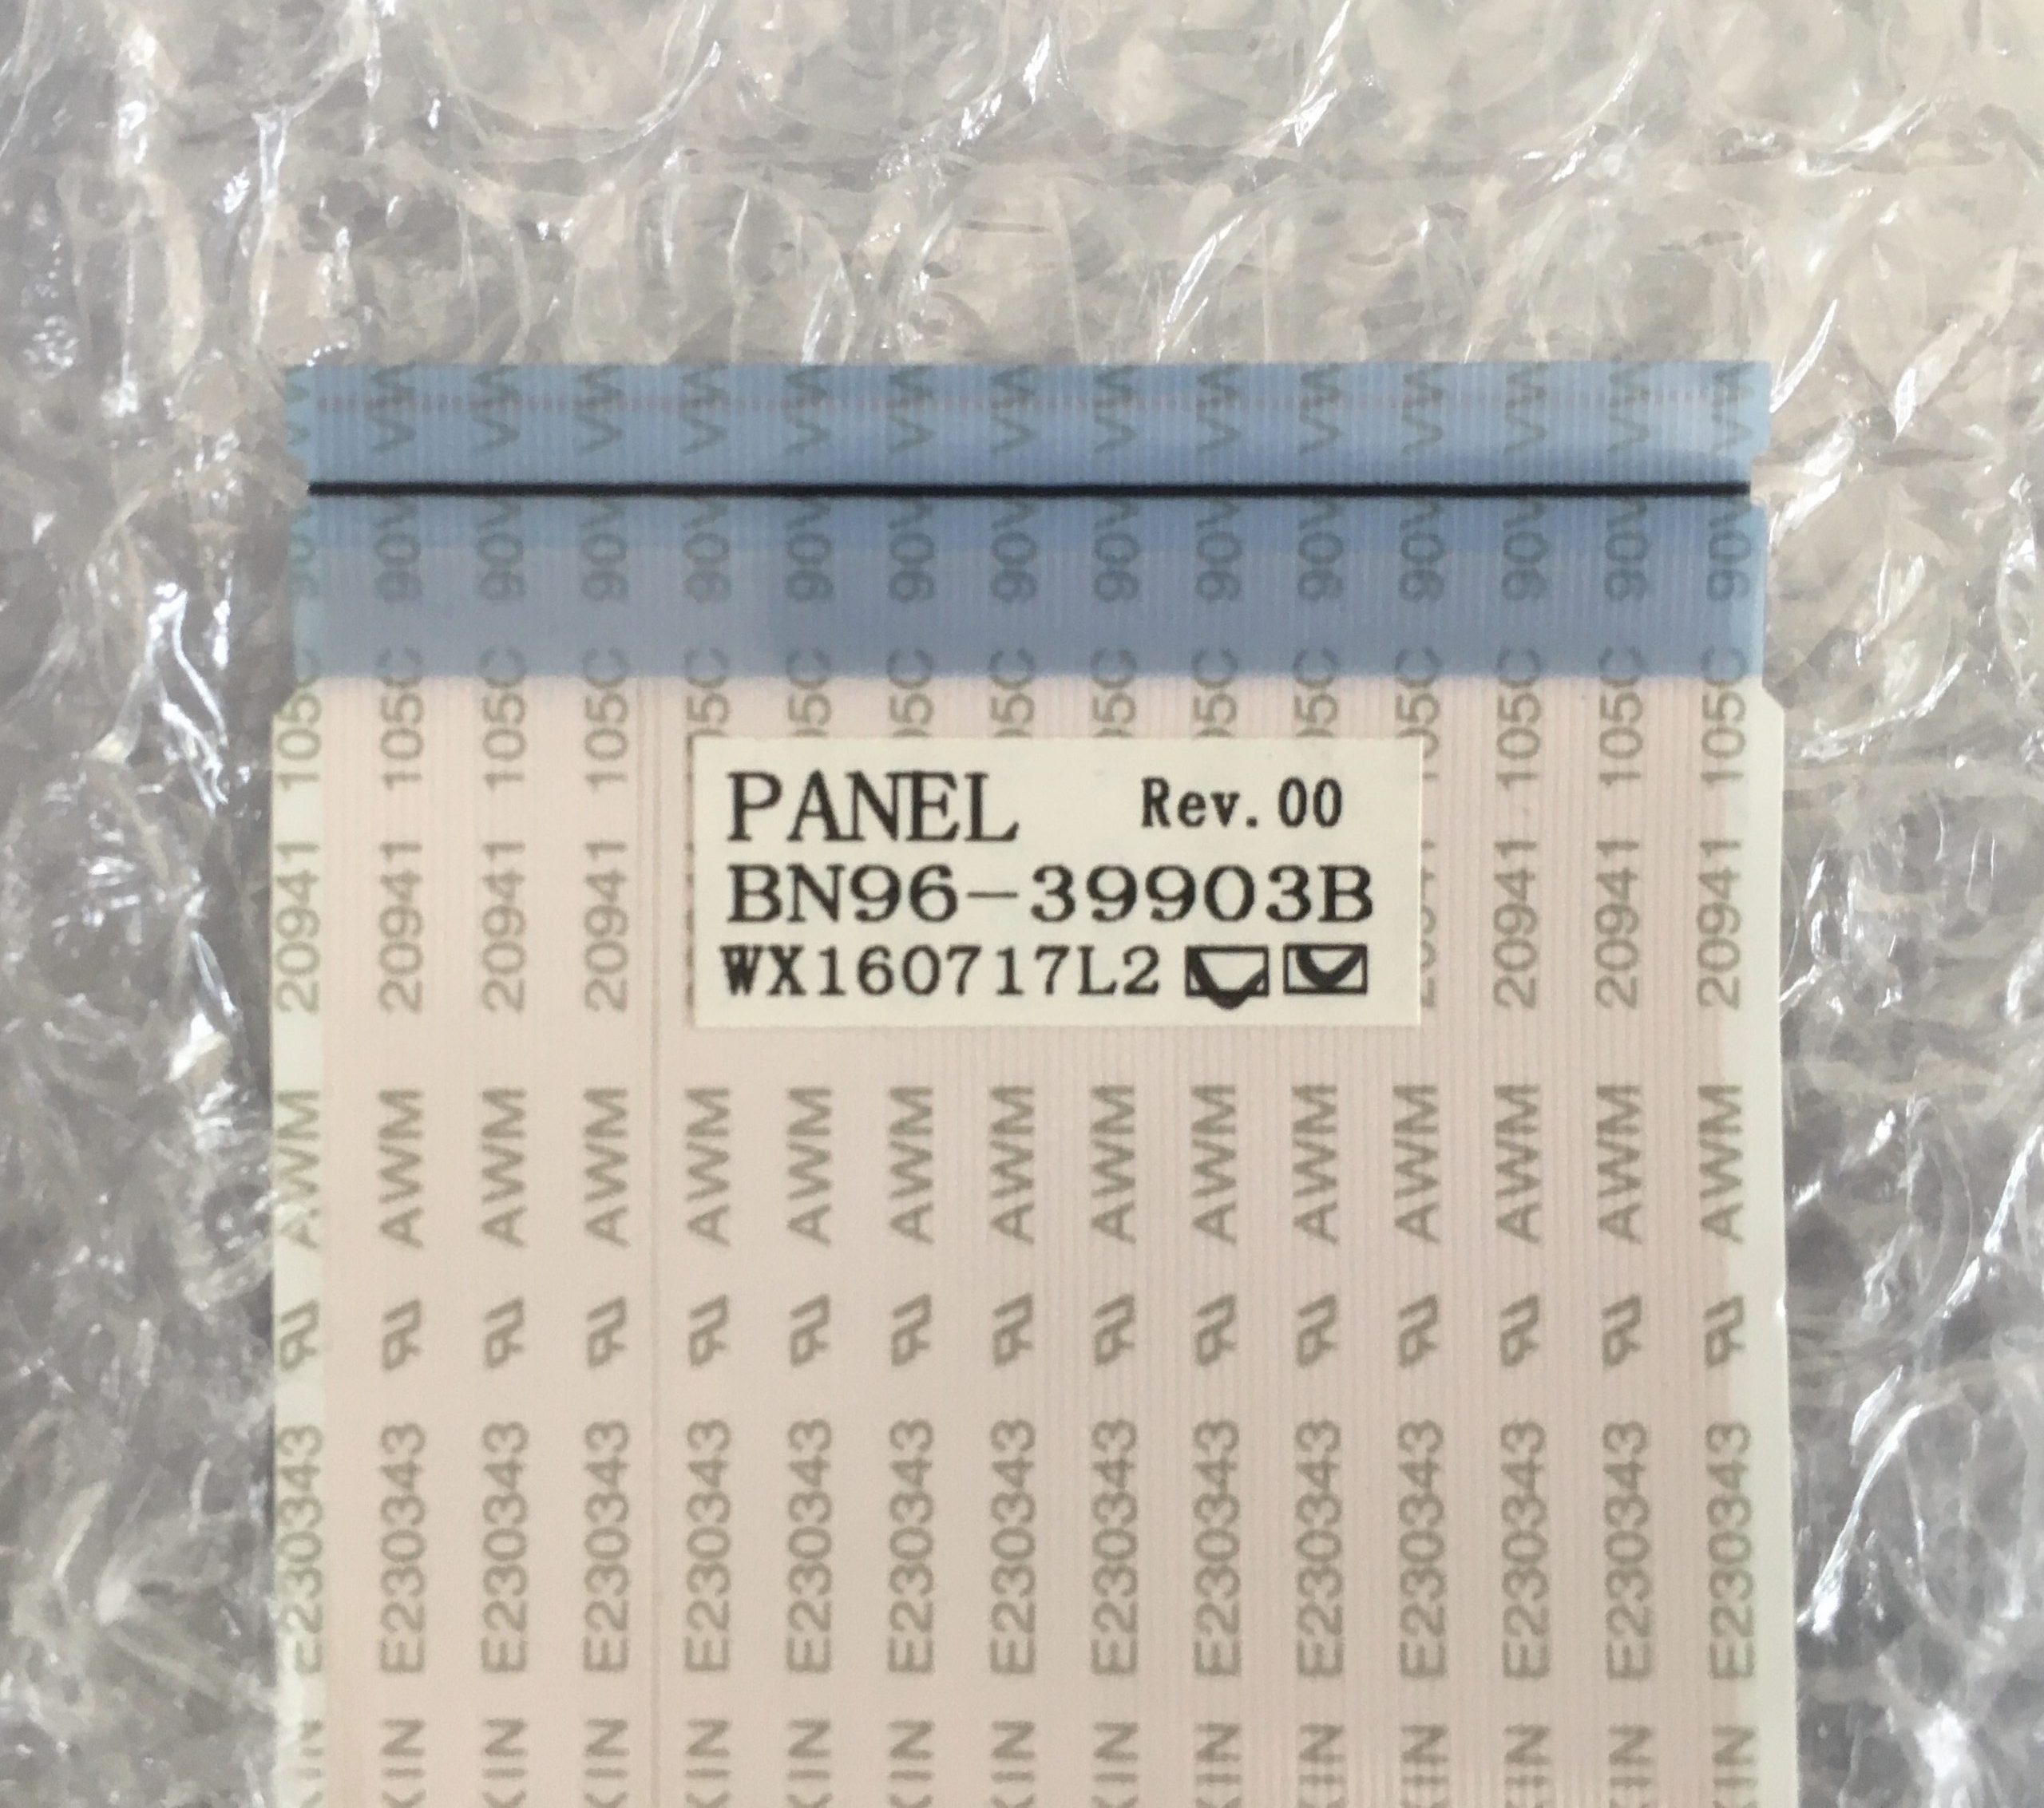 PANEL Rev.00
BN96-39903B
WX160717L2
E230343 AWM 20941 105C 90V